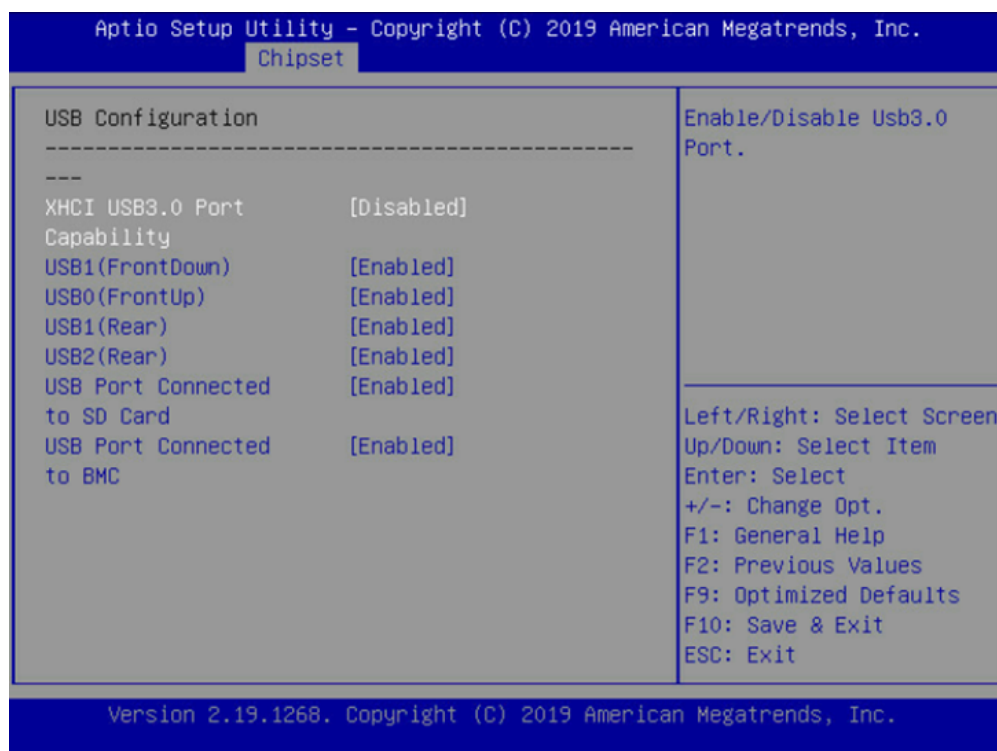 Aptio Setup Utility – Copyright (C) 2019 American Megatrends, Inc.
Chipset
USB Configuration
-----------------------------------------------
---
XHCI USB3.0 Port [Disabled]
Capability
USB1(FrontDown) [Enabled]
USB0(FrontUp) [Enabled]
USB1(Rear) [Enabled]
USB2(Rear) [Enabled]
USB Port Connected [Enabled]
to SD Card
USB Port Connected [Enabled]
to BMC
Enable/Disable Usb3.0
Port.
Left/Right: Select Screen
Up/Down: Select Item
Enter: Select
+/-: Change Opt.
F1: General Help
F2: Previous Values
F9: Optimized Defaults
F10: Save & Exit
ESC: Exit
Version 2.19.1268. Copyright (C) 2019 American Megatrends, Inc.